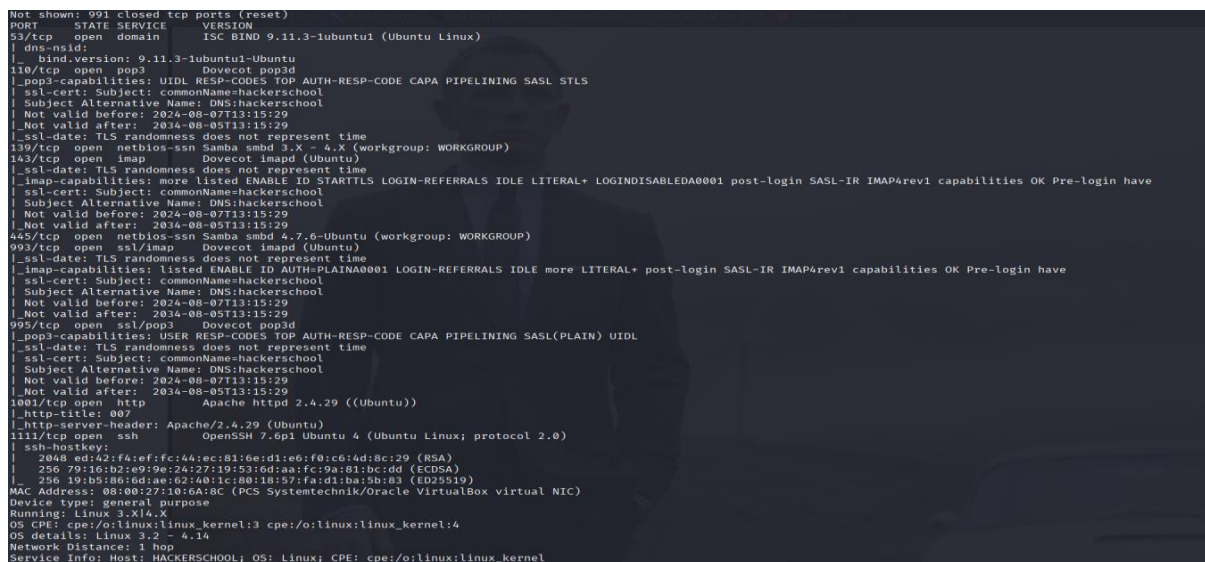 Not shown: 991 closed tcp ports (reset)
PORT STATE SERVICE VERSION
53/tcp open domain ISC BIND 9.11.3-1ubuntu1 (Ubuntu Linux)
| dns-nsid:
|_ bind.version: 9.11.3-1ubuntu1-Ubuntu
110/tcp open pop3 Dovecot pop3d
|_pop3-capabilities: UIDL RESP-CODES TOP AUTH-RESP-CODE CAPA PIPELINING SASL STLS
| ssl-cert: Subject: commonName=hackerschool
| Subject Alternative Name: DNS:hackerschool
| Not valid before: 2024-08-07T13:15:29
|_Not valid after: 2034-08-05T13:15:29
|_ssl-date: TLS randomness does not represent time
139/tcp open netbios-ssn Samba smbd 3.X - 4.X (workgroup: WORKGROUP)
143/tcp open imap Dovecot imapd (Ubuntu)
|_ssl-date: TLS randomness does not represent time
|_imap-capabilities: more listed ENABLE ID STARTTLS LOGIN-REFERRALS IDLE LITERAL+ LOGINDISABLEDA0001 post-login SASL-IR IMAP4rev1 capabilities OK Pre-login have
| ssl-cert: Subject: commonName=hackerschool
| Subject Alternative Name: DNS:hackerschool
| Not valid before: 2024-08-07T13:15:29
|_Not valid after: 2034-08-05T13:15:29
445/tcp open netbios-ssn Samba smbd 4.7.6-Ubuntu (workgroup: WORKGROUP)
993/tcp open ssl/imap Dovecot imapd (Ubuntu)
|_ssl-date: TLS randomness does not represent time
|_imap-capabilities: listed ENABLE ID AUTH=PLAINA0001 LOGIN-REFERRALS IDLE more LITERAL+ post-login SASL-IR IMAP4rev1 capabilities OK Pre-login have
| ssl-cert: Subject: commonName=hackerschool
| Subject Alternative Name: DNS:hackerschool
| Not valid before: 2024-08-07T13:15:29
|_Not valid after: 2034-08-05T13:15:29
995/tcp open ssl/pop3 Dovecot pop3d
|_pop3-capabilities: USER RESP-CODES TOP AUTH-RESP-CODE CAPA PIPELINING SASL(PLAIN) UIDL
|_ssl-date: TLS randomness does not represent time
| ssl-cert: Subject: commonName=hackerschool
| Subject Alternative Name: DNS:hackerschool
| Not valid before: 2024-08-07T13:15:29
|_Not valid after: 2034-08-05T13:15:29
1001/tcp open http Apache httpd 2.4.29 ((Ubuntu))
|_http-title: 007
|_http-server-header: Apache/2.4.29 (Ubuntu)
1111/tcp open ssh OpenSSH 7.6p1 Ubuntu 4 (Ubuntu Linux; protocol 2.0)
| ssh-hostkey:
| 2048 ed:42:f4:ef:fc:44:ec:81:6e:d1:e6:f0:c6:4d:8c:29 (RSA)
| 256 79:16:b2:e9:9e:24:27:19:53:6d:aa:fc:9a:81:bc:dd (ECDSA)
|_ 256 19:b5:86:6d:ae:62:40:1c:80:18:57:fa:d1:ba:5b:83 (ED25519)
MAC Address: 08:00:27:10:6A:8C (PCS Systemtechnik/Oracle VirtualBox virtual NIC)
Device type: general purpose
Running: Linux 3.X|4.X
OS CPE: cpe:/o:linux:linux_kernel:3 cpe:/o:linux:linux_kernel:4
OS details: Linux 3.2 - 4.14
Network Distance: 1 hop
Service Info: Host: HACKERSCHOOL; OS: Linux; CPE: cpe:/o:linux:linux_kernel